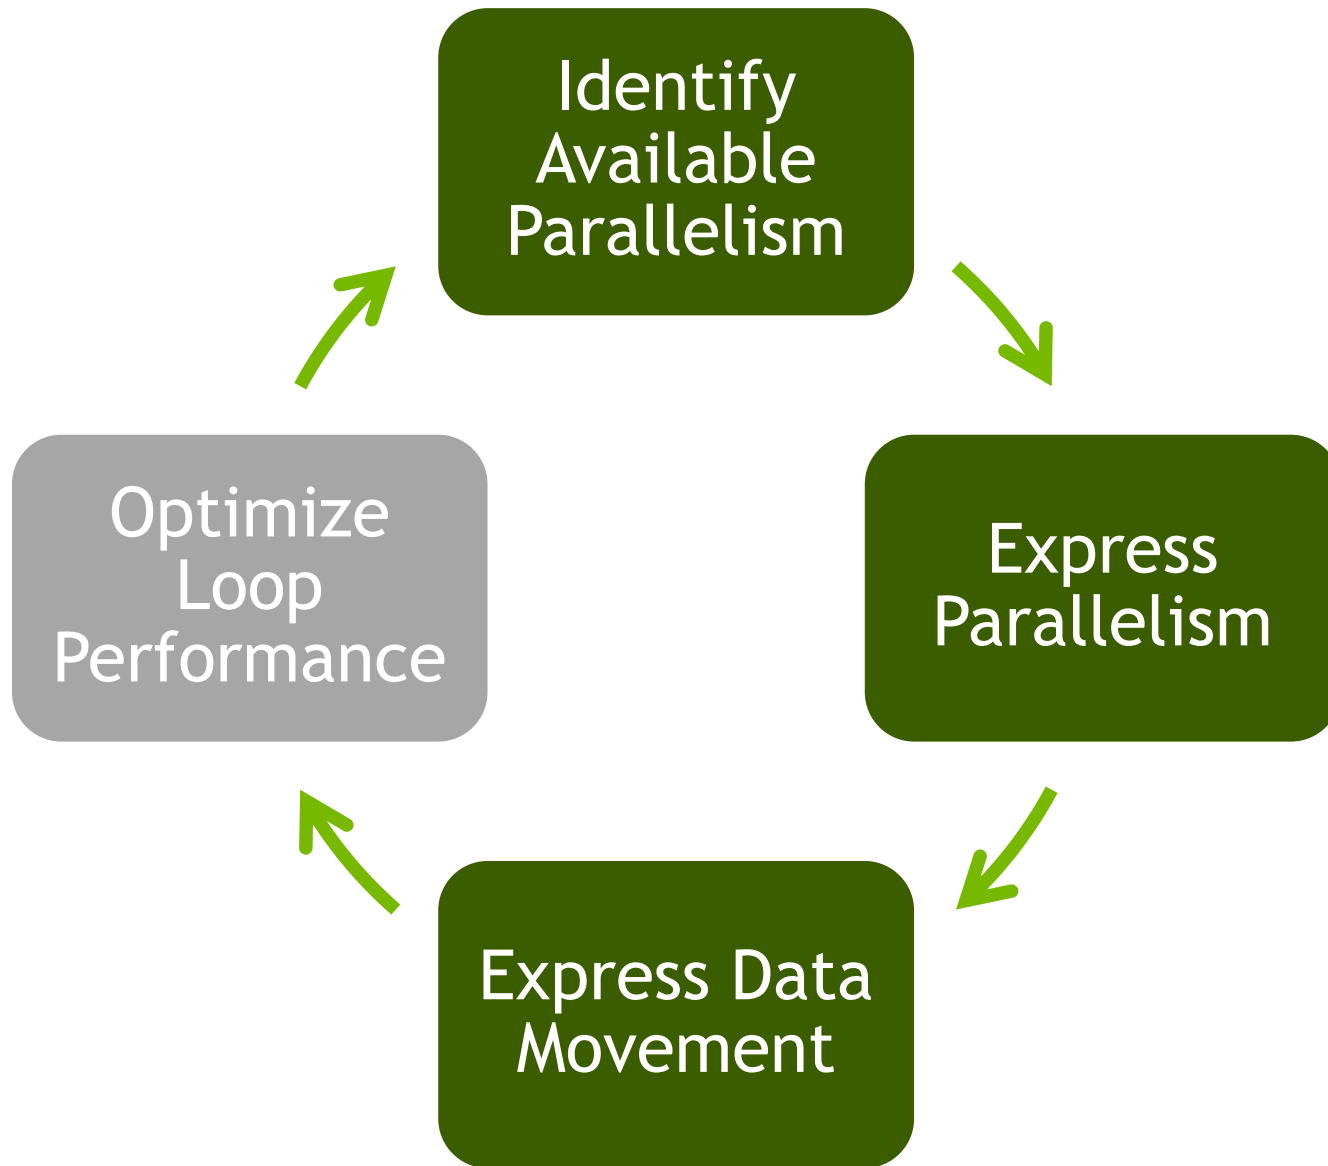 Identify
Available
Parallelism
Express
Parallelism
Express Data
Movement
Optimize
Loop
Performance